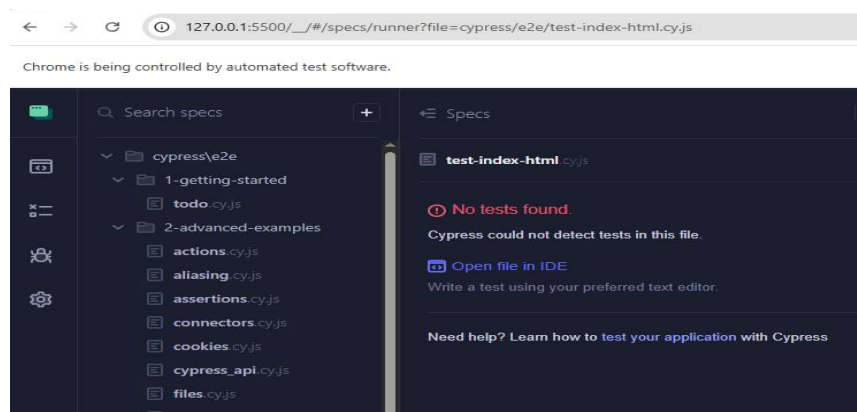 127.0.0.1:5500/__/#/specs/runner?file=cypress/e2e/test-index-html.cy.js
Chrome is being controlled by automated test software.
Search specs
+
cypress\e2e
1-getting-started
todo.cy.js
2-advanced-examples
actions.cy.js
aliasing.cy.js
assertions.cy.js
connectors.cy.js
cookies.cy.js
cypress_api.cy.js
files.cy.js
Specs
test-index-html.cy.js
No tests found.
Cypress could not detect tests in this file.
Open file in IDE
Write a test using your preferred text editor.
Need help? Learn how to test your application with Cypress